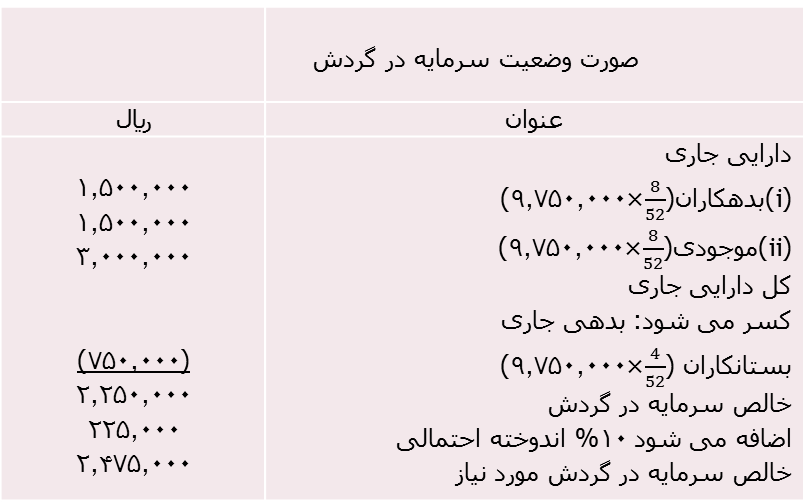 صورت وضعیت سرمایه در گردش
عنوان
ریال
دارایی جاری
(i)بدهکاران(۹,۷۵۰,۰۰۰×8/52)
۱,۵۰۰,۰۰۰
(ii)موجودی(۹,۷۵۰,۰۰۰×8/52)
۱,۵۰۰,۰۰۰
کل دارایی جاری
۳,۰۰۰,۰۰۰
کسر می شود: بدهی جاری
بستانکاران (۹,۷۵۰,۰۰۰×4/52)
(۷۵۰,۰۰۰)
خالص سرمایه در گردش
۲,۲۵۰,۰۰۰
اضافه می شود ۱۰% اندوخته احتمالی
۲۲۵,۰۰۰
خالص سرمایه در گردش مورد نیاز
۲,۴۷۵,۰۰۰